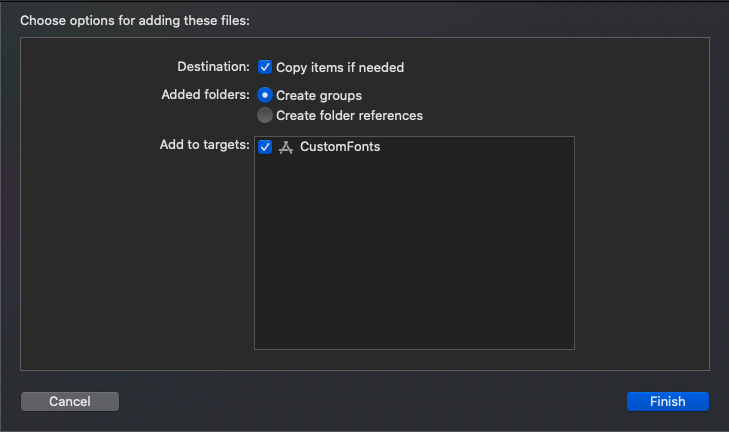 Choose options for adding these files:
Destination: Copy items if needed
Added folders: Create groups
Create folder references
Add to targets: CustomFonts
Cancel Finish